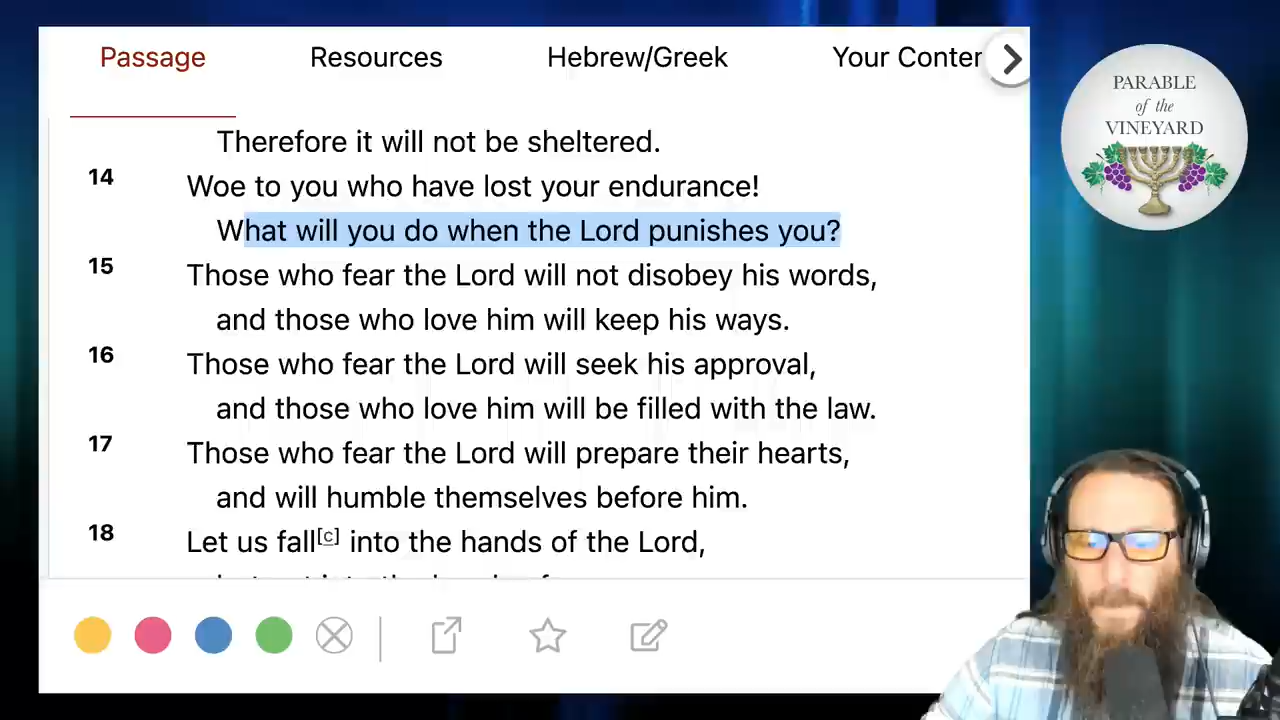 Passage Resources Hebrew/Greek Your Conter
Therefore it will not be sheltered.
14 Woe to you who have lost your endurance!
What will you do when the Lord punishes you?
15 Those who fear the Lord will not disobey his words,
and those who love him will keep his ways.
16 Those who fear the Lord will seek his approval,
and those who love him will be filled with the law.
17 Those who fear the Lord will prepare their hearts,
and will humble themselves before him.
18 Let us fall[c] into the hands of the Lord,
PARABLE
of the
VINEYARD